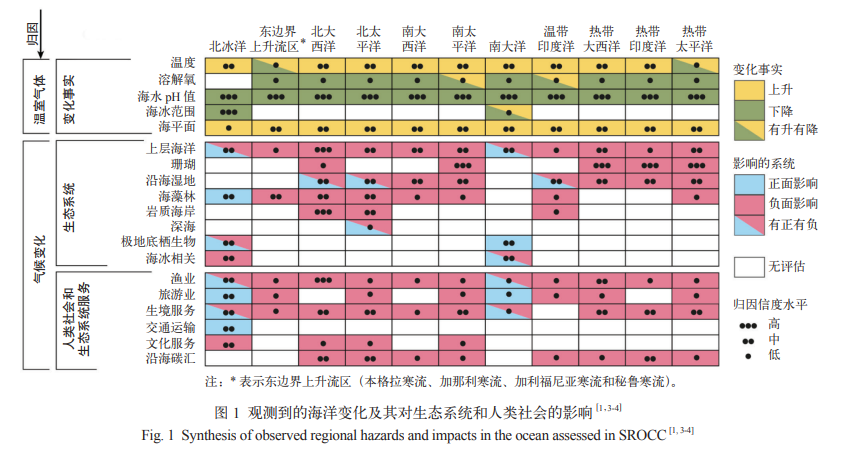 归因
北冰洋
东边界
上升流区*
北大
西洋
北太
平洋
南大
西洋
南太
平洋
南大洋
温带
印度洋
热带
大西洋
热带
印度洋
热带
太平洋
温室气体
变化事实
温度
溶解氧
海水 pH 值
海冰范围
海平面
气候变化
生态系统
上层海洋
珊瑚
沿海湿地
海藻林
岩质海岸
深海
极地底栖生物
海冰相关
人类社会和
生态系统服务
渔业
旅游业
生境服务
交通运输
文化服务
沿海碳汇
变化事实
上升
下降
有升有降
影响的系统
正面影响
负面影响
有正有负
无评估
归因信度水平
高
中
低
注：* 表示东边界上升流区（本格拉寒流、加那利寒流、加利福尼亚寒流和秘鲁寒流）。
图 1 观测到的海洋变化及其对生态系统和人类社会的影响 [1,3-4]
Fig. 1 Synthesis of observed regional hazards and impacts in the ocean assessed in SROCC [1, 3-4]